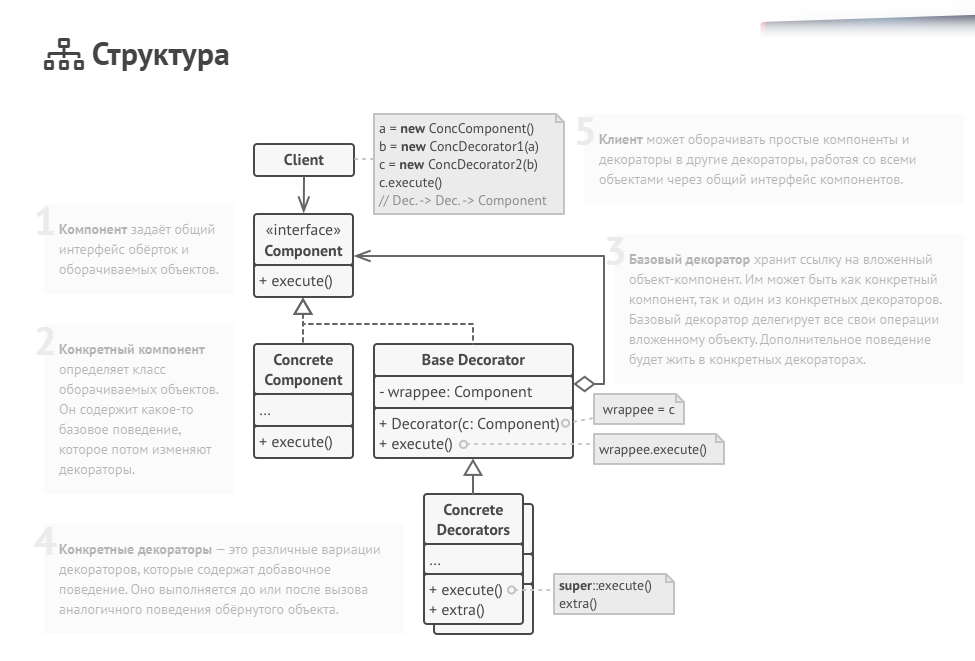 Структура
Client
a = new ConcComponent()
b = new ConcDecorator1(a)
c = new ConcDecorator2(b)
c.execute()
// Dec. -> Dec. -> Component
5
Клиент может оборачивать простые компоненты и
декораторы в другие декораторы, работая со всеми
объектами через общий интерфейс компонентов.
1
Компонент задаёт общий
интерфейс обёрток и
оборачиваемых объектов.
«interface»
Component
+ execute()
3
Базовый декоратор хранит ссылку на вложенный
объект-компонент. Им может быть как конкретный
компонент, так и один из конкретных декораторов.
Базовый декоратор делегирует все свои операции
вложенному объекту. Дополнительное поведение
будет жить в конкретных декораторах.
2
Конкретный компонент
определяет класс
оборачиваемых объектов.
Он содержит какое-то
базовое поведение,
которое потом изменяют
декораторы.
Concrete
Component
...
+ execute()
Base Decorator
- wrappee: Component
+ Decorator(c: Component)
+ execute()
wrappee = c
wrappee.execute()
4
Конкретные декораторы — это различные вариации
декораторов, которые содержат добавочное
поведение. Оно выполняется до или после вызова
аналогичного поведения обёрнутого объекта.
Concrete
Decorators
...
+ execute()
+ extra()
super::execute()
extra()